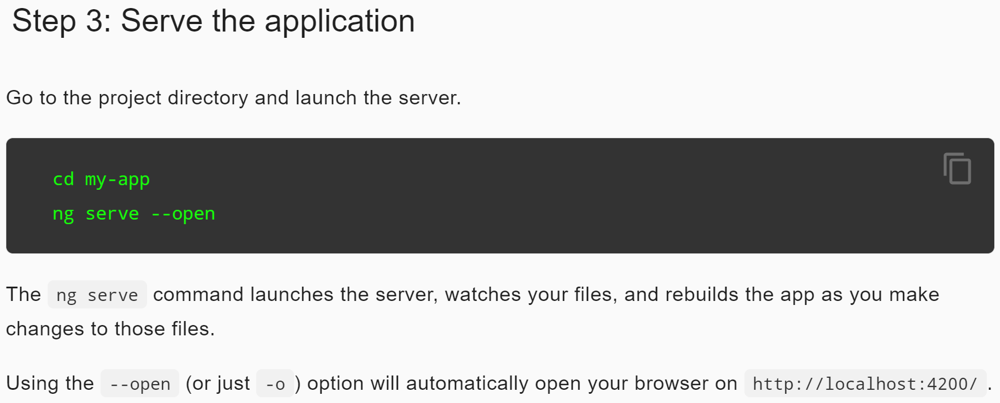 Step 3: Serve the application
Go to the project directory and launch the server.
cd my-app
ng serve --open
The ng serve command launches the server, watches your files, and rebuilds the app as you make
changes to those files.
Using the --open (or just -o) option will automatically open your browser on http://localhost:4200/.